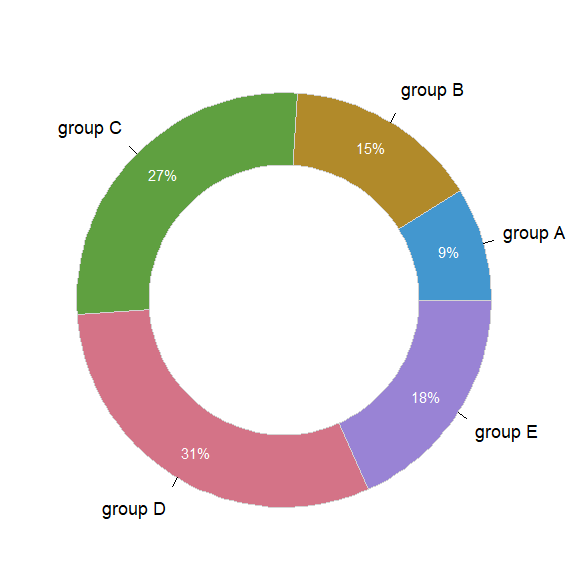 group B
group C
15%
27%
group A
9%
18%
group E
31%
group D